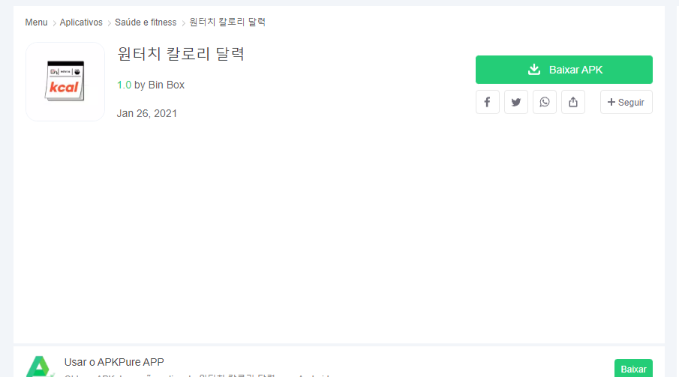 Menu > Aplicativos > Saúde e fitness > 원터치 칼로리 달력
원터치 칼로리 달력
kcal
1.0 by Bin Box
Jan 26, 2021
Baixar APK
+ Seguir
Usar o APKPure APP
Baixar